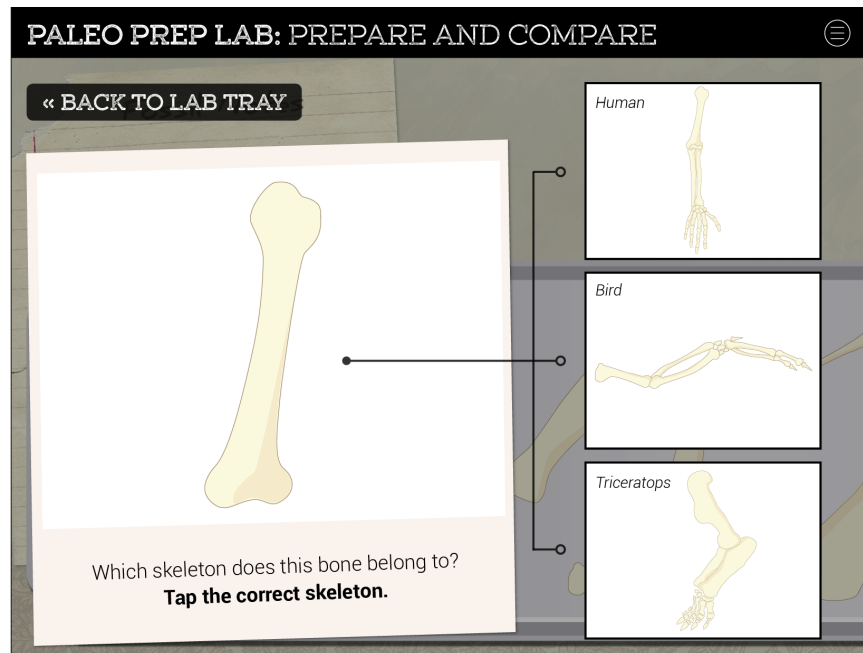 PALEO PREP LAB: PREPARE AND COMPARE
« BACK TO LAB TRAY
Human
Bird
Triceratops
Which skeleton does this bone belong to?
Tap the correct skeleton.